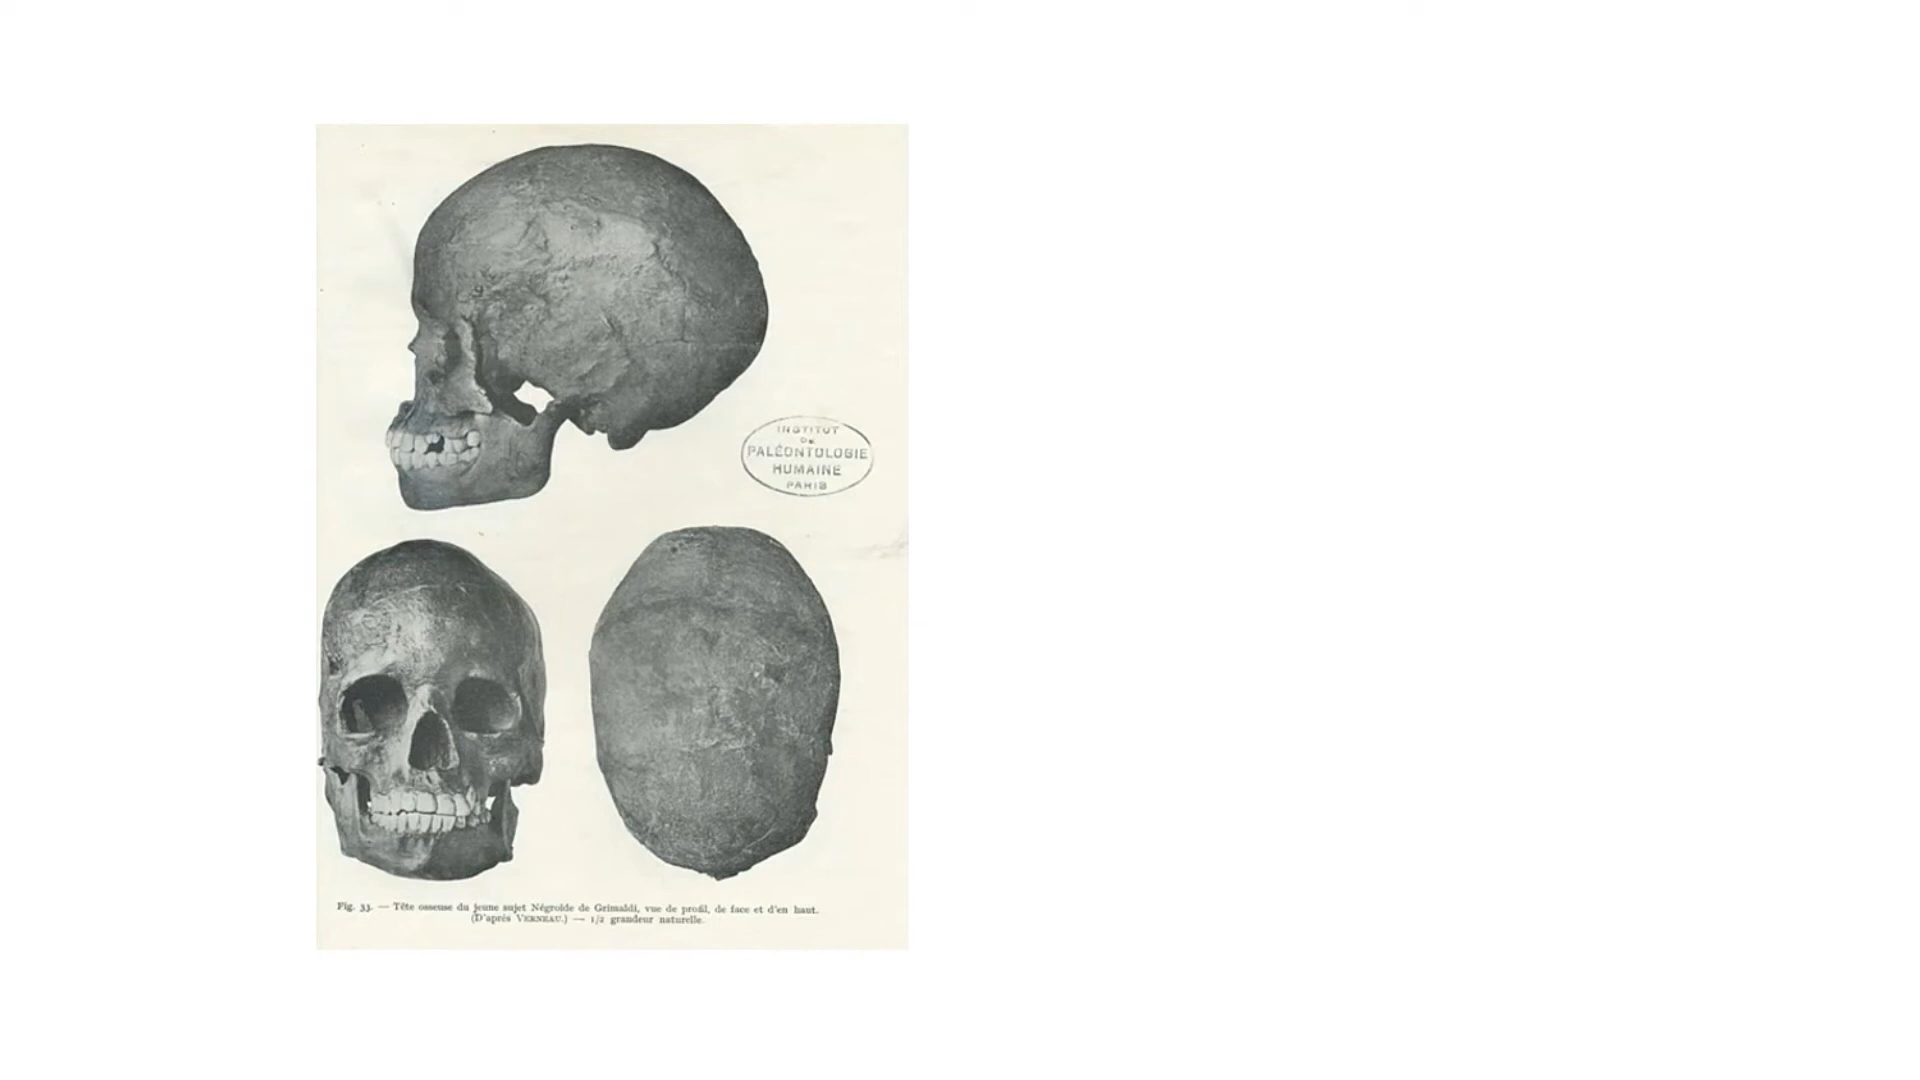 INSTITUT
DE
PALÉONTOLOGIE
HUMAINE
PARIS
Fig. 33. — Tête osseuse du jeune sujet Négroïde de Grimaldi, vue de profil, de face et d'en haut.
(D'après VERNEAU.) — 1/2 grandeur naturelle.